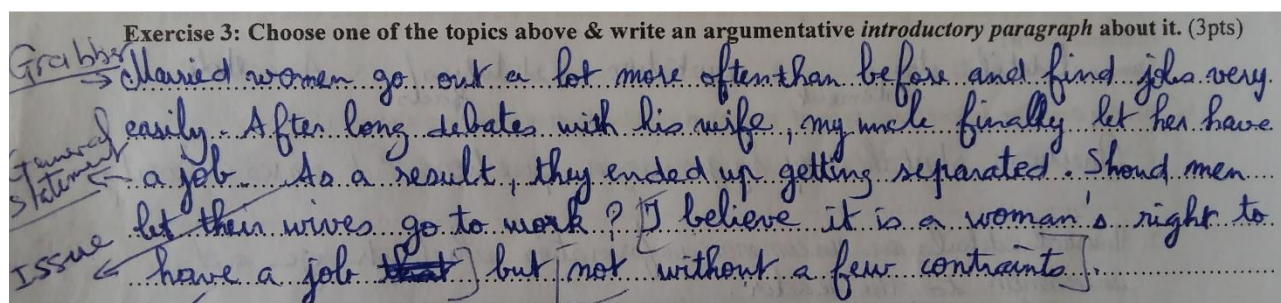 Exercise 3: Choose one of the topics above & write an argumentative introductory paragraph about it. (3pts)
Grabber
Married women go out a lot more often than before and find jobs very
easily. After long debates with his wife, my uncle finally let her have
General
statement
a job. As a result, they ended up getting separated. Shoud men
let their wives go to work? [I believe it is a woman's right to
Issue
have a job but not without a few contraints].